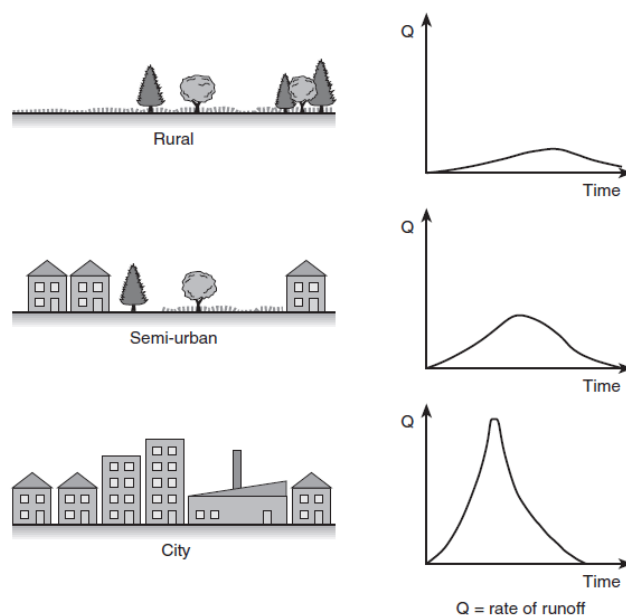 Q
Rural
Time
Q
Semi-urban
Time
Q
City
Time
Q = rate of runoff